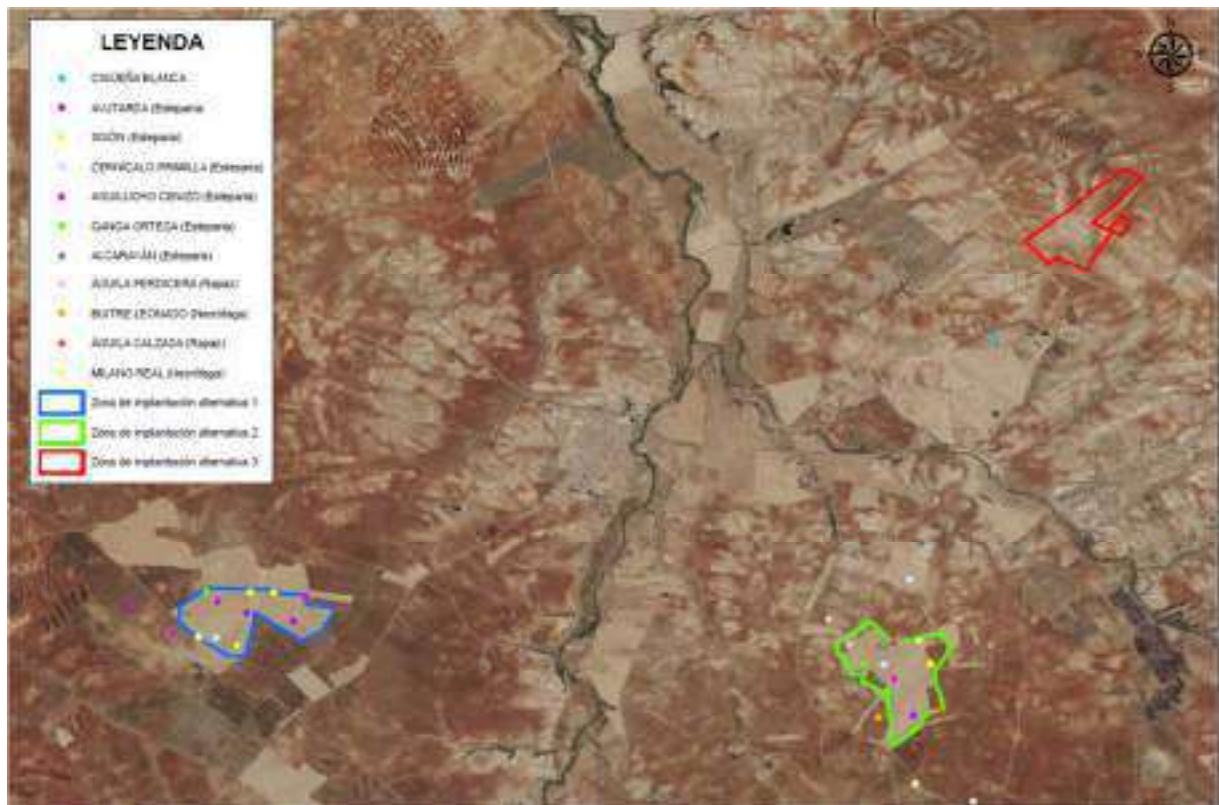 LEYENDA
CIGÜEÑA BLANCA
AVUTARDA (Esteparia)
SISÓN (Esteparia)
CERNÍCALO PRIMILLA (Esteparia)
AGUILUCHO CENIZO (Esteparia)
GANGA ORTEGA (Esteparia)
ALCARAVÁN (Esteparia)
ÁGUILA PERDICERA (Rapaz)
BUITRE LEONADO (Necrófaga)
ÁGUILA CALZADA (Rapaz)
MILANO REAL (Necrófaga)
Zona de implantación alternativa 1
Zona de implantación alternativa 2
Zona de implantación alternativa 3